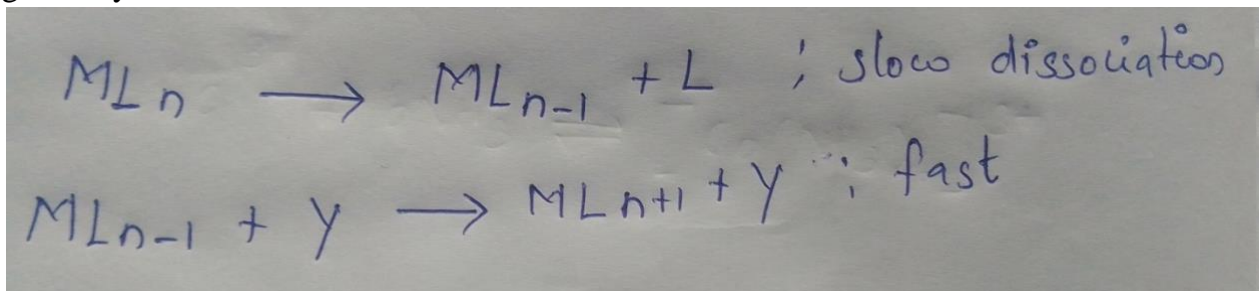 MLn → MLn-1 + L ; slow dissociation
MLn-1 + Y → MLn+1 + Y ; fast